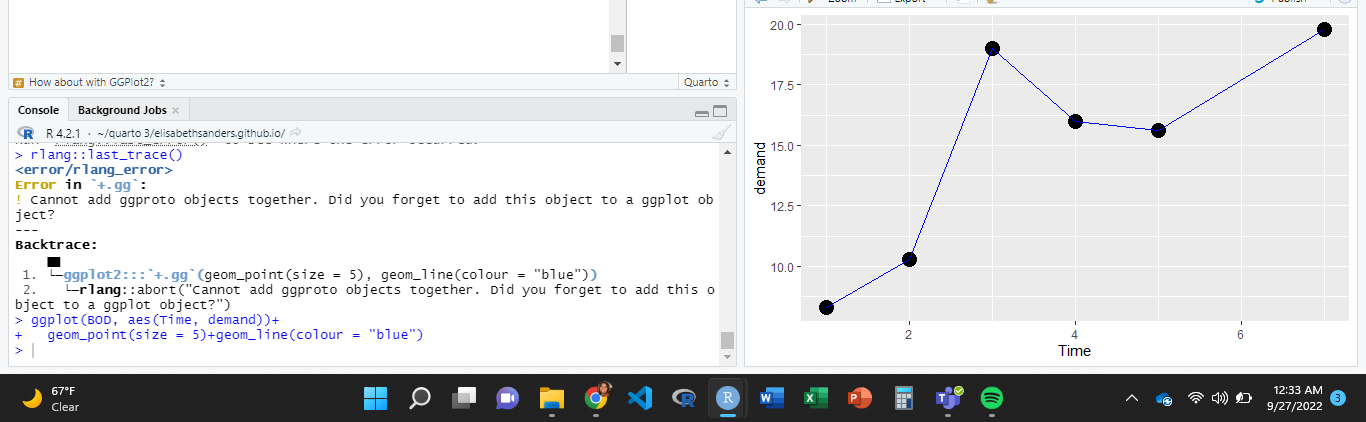 Zoom
Export
Publish
How about with GGPlot2?
Quarto
Console
Background Jobs
R 4.2.1 · ~/quarto 3/elisabethsanders.github.io/
> rlang::last_trace()
<error/rlang_error>
Error in `+.gg`:
! Cannot add ggproto objects together. Did you forget to add this object to a ggplot ob
ject?
---
Backtrace:
1. └─ggplot2:::`+.gg`(geom_point(size = 5), geom_line(colour = "blue"))
2.   └─rlang::abort("Cannot add ggproto objects together. Did you forget to add this o
bject to a ggplot object?")
> ggplot(BOD, aes(Time, demand))+
+   geom_point(size = 5)+geom_line(colour = "blue")
>
20.0
17.5
15.0
12.5
10.0
demand
2
4
6
Time
67°F
Clear
12:33 AM
9/27/2022
3